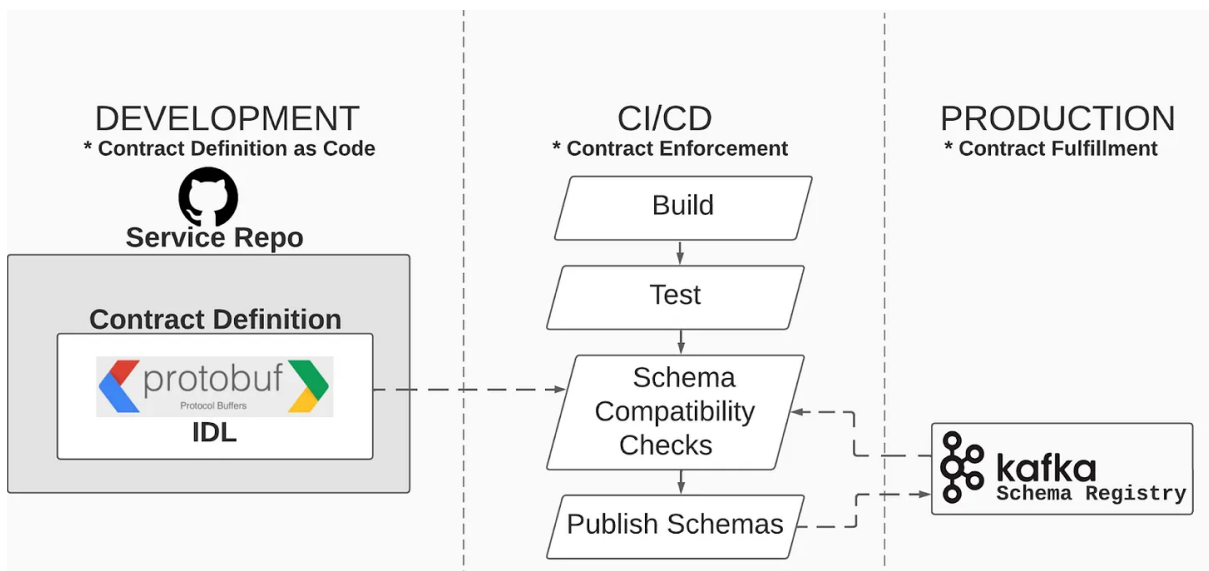 DEVELOPMENT
* Contract Definition as Code
Service Repo
Contract Definition
protobuf
Protocol Buffers
IDL
CI/CD
* Contract Enforcement
Build
Test
Schema
Compatibility
Checks
Publish Schemas
PRODUCTION
* Contract Fulfillment
kafka
Schema Registry